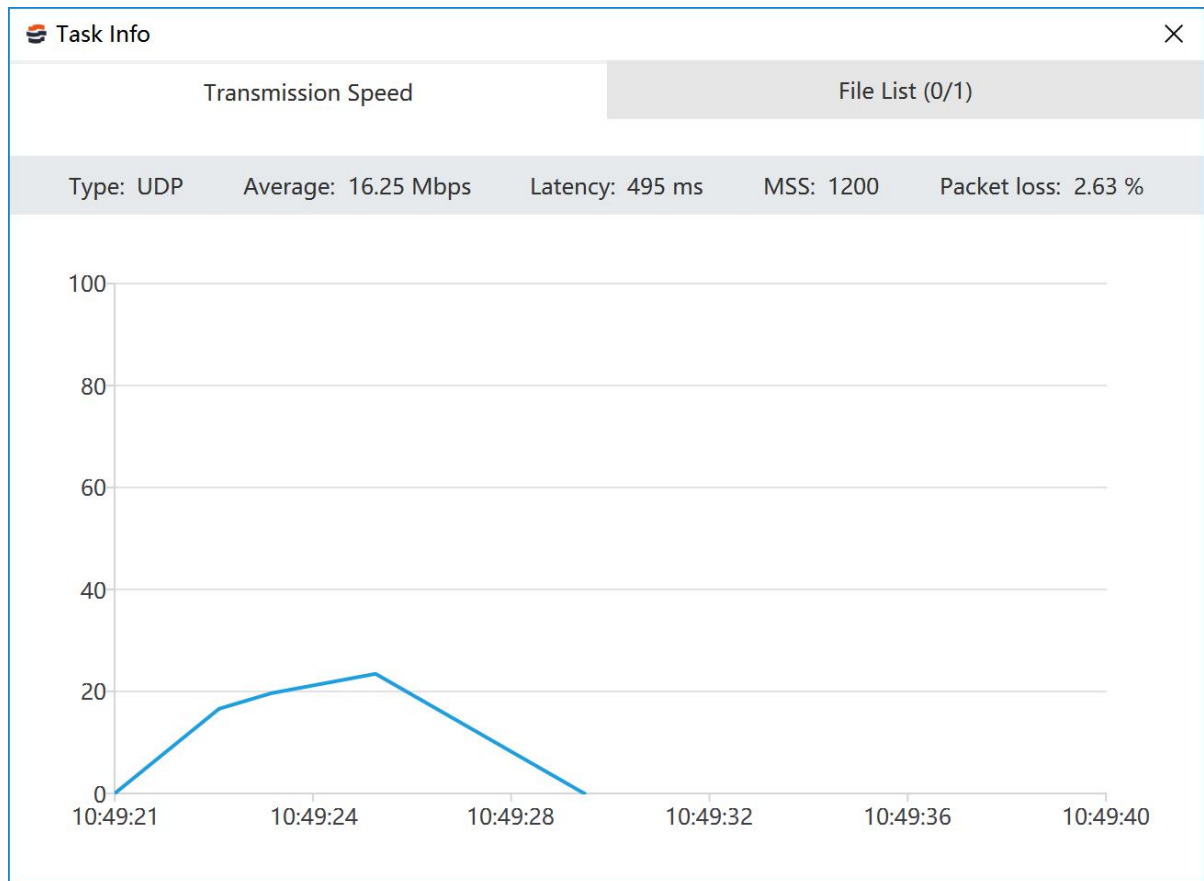 Task Info
Transmission Speed
File List (0/1)
Type: UDP Average: 16.25 Mbps Latency: 495 ms MSS: 1200 Packet loss: 2.63 %
100
80
60
40
20
0
10:49:21 10:49:24 10:49:28 10:49:32 10:49:36 10:49:40